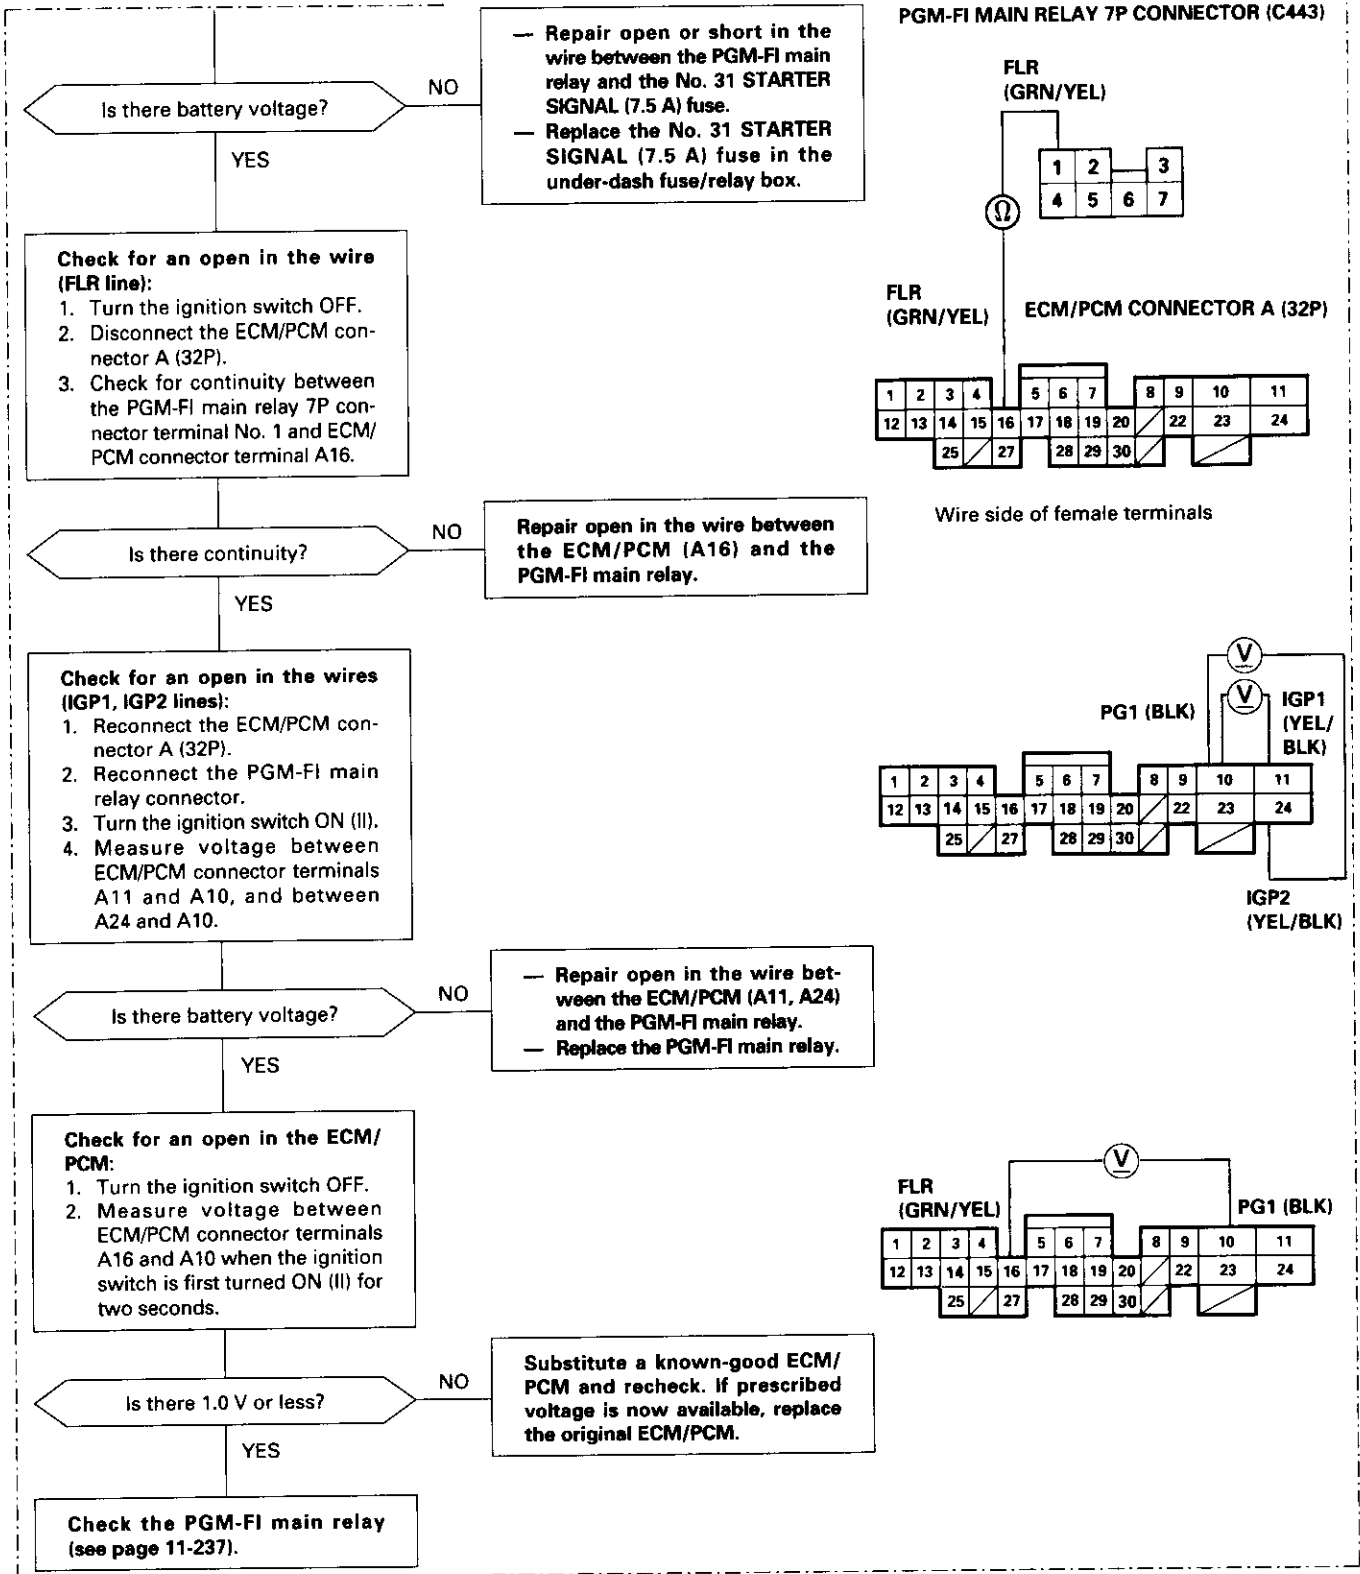 Is there battery voltage?
NO
YES
— Repair open or short in the
wire between the PGM-FI main
relay and the No. 31 STARTER
SIGNAL (7.5 A) fuse.
— Replace the No. 31 STARTER
SIGNAL (7.5 A) fuse in the
under-dash fuse/relay box.
PGM-FI MAIN RELAY 7P CONNECTOR (C443)
FLR
(GRN/YEL)
1 2 3
4 5 6 7
Ω
Check for an open in the wire
(FLR line):
1. Turn the ignition switch OFF.
2. Disconnect the ECM/PCM con-
nector A (32P).
3. Check for continuity between
the PGM-FI main relay 7P con-
nector terminal No. 1 and ECM/
PCM connector terminal A16.
FLR
(GRN/YEL)
ECM/PCM CONNECTOR A (32P)
1 2 3 4 5 6 7 8 9 10 11
12 13 14 15 16 17 18 19 20 22 23 24
25 27 28 29 30
Wire side of female terminals
Is there continuity?
NO
YES
Repair open in the wire between
the ECM/PCM (A16) and the
PGM-FI main relay.
Check for an open in the wires
(IGP1, IGP2 lines):
1. Reconnect the ECM/PCM con-
nector A (32P).
2. Reconnect the PGM-FI main
relay connector.
3. Turn the ignition switch ON (II).
4. Measure voltage between
ECM/PCM connector terminals
A11 and A10, and between
A24 and A10.
V
V
PG1 (BLK)
IGP1
(YEL/
BLK)
1 2 3 4 5 6 7 8 9 10 11
12 13 14 15 16 17 18 19 20 22 23 24
25 27 28 29 30
IGP2
(YEL/BLK)
Is there battery voltage?
NO
YES
— Repair open in the wire bet-
ween the ECM/PCM (A11, A24)
and the PGM-FI main relay.
— Replace the PGM-FI main relay.
Check for an open in the ECM/
PCM:
1. Turn the ignition switch OFF.
2. Measure voltage between
ECM/PCM connector terminals
A16 and A10 when the ignition
switch is first turned ON (II) for
two seconds.
V
FLR
(GRN/YEL)
PG1 (BLK)
1 2 3 4 5 6 7 8 9 10 11
12 13 14 15 16 17 18 19 20 22 23 24
25 27 28 29 30
Is there 1.0 V or less?
NO
YES
Substitute a known-good ECM/
PCM and recheck. If prescribed
voltage is now available, replace
the original ECM/PCM.
Check the PGM-FI main relay
(see page 11-237).